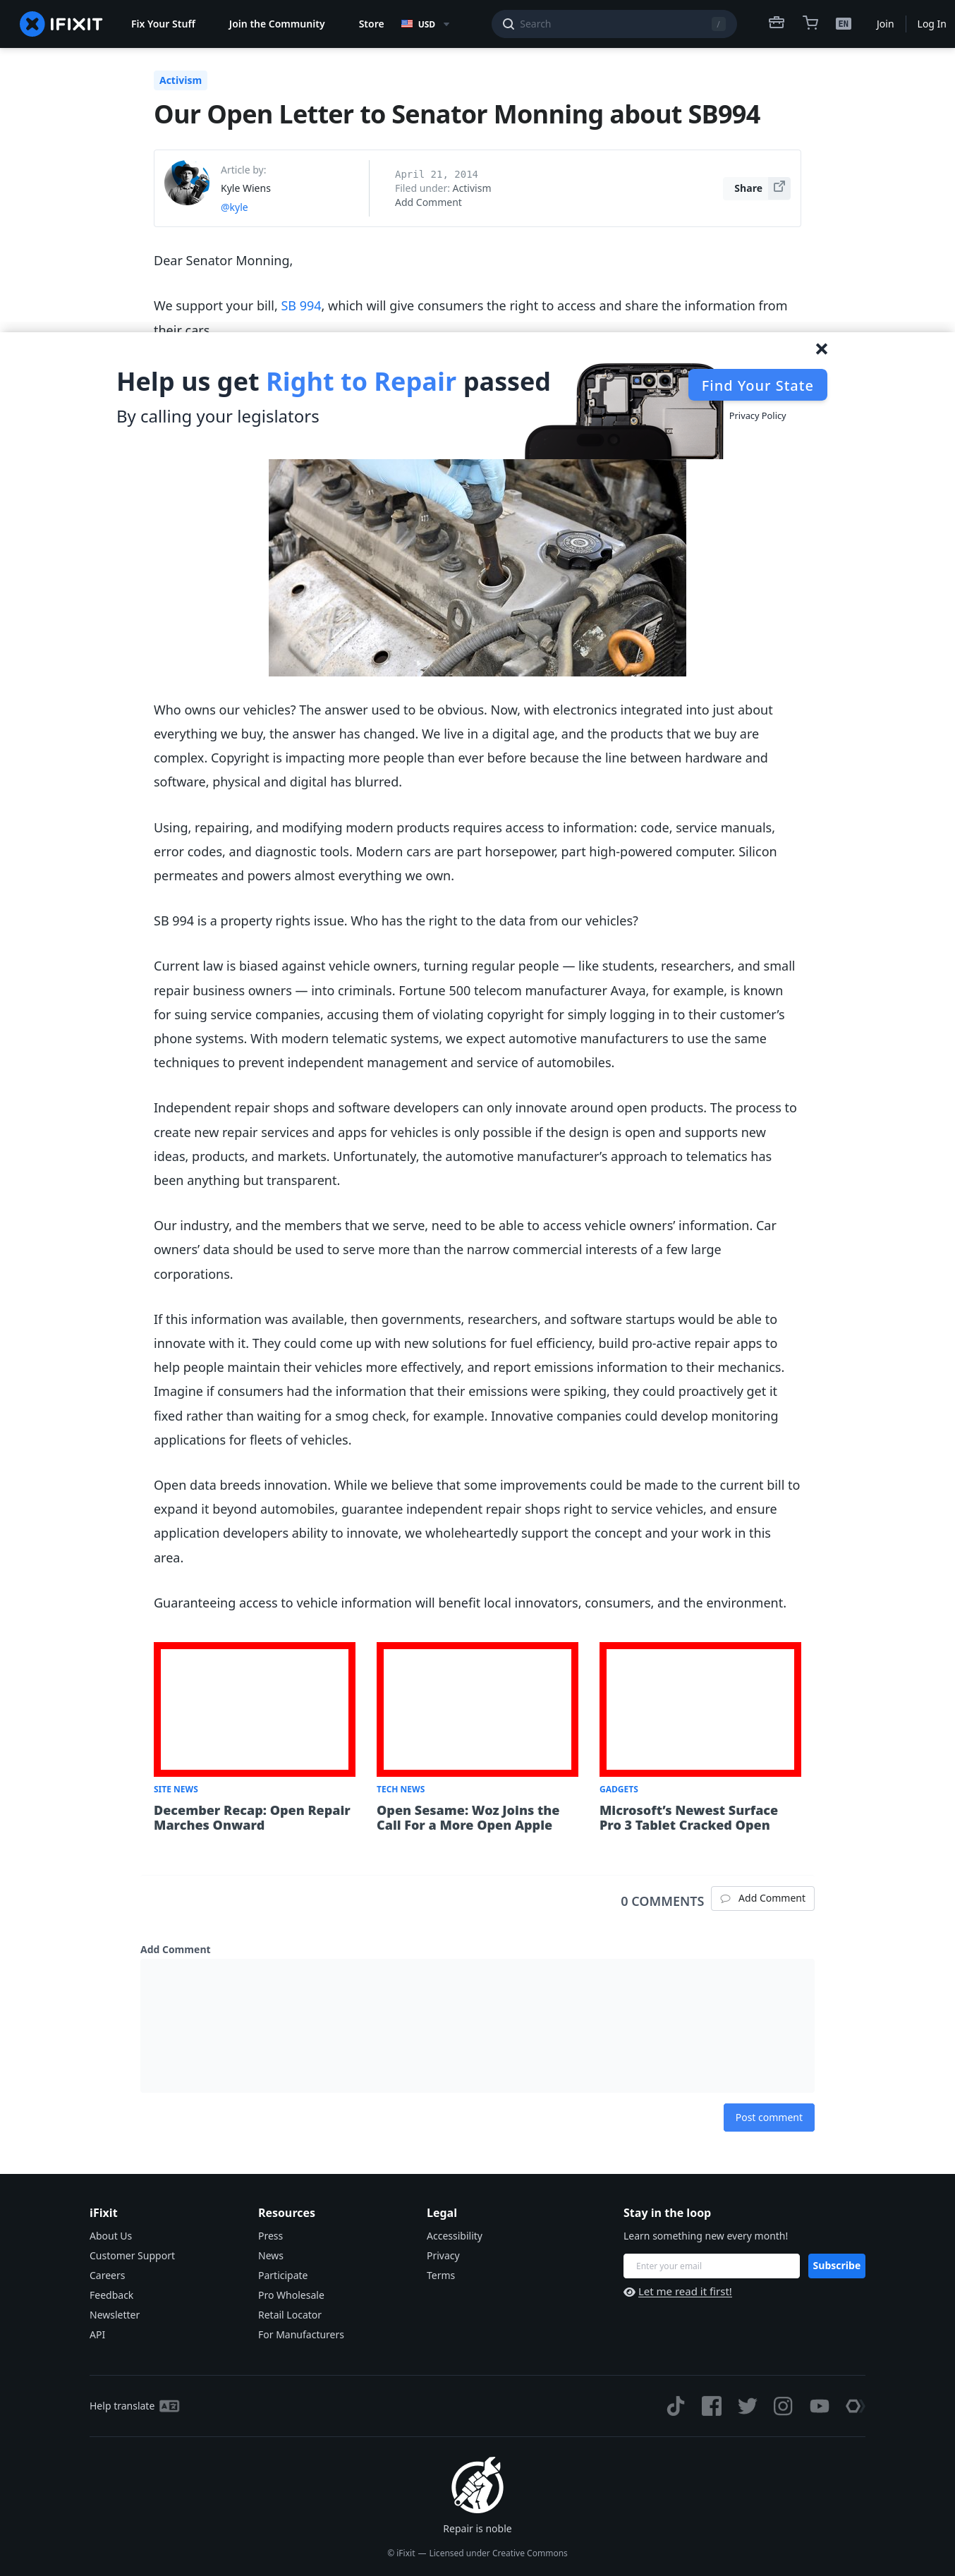 IFIXIT
Fix Your Stuff
Join the Community
Store
USD
Search
/
EN
Join
Log In
Activism
Our Open Letter to Senator Monning about SB994
Article by:
Kyle Wiens
@kyle
April 21, 2014
Filed under: Activism
Add Comment
Share
Dear Senator Monning,
We support your bill, SB 994, which will give consumers the right to access and share the information from
their cars
Help us get Right to Repair passed
By calling your legislators
Find Your State
Privacy Policy
Who owns our vehicles? The answer used to be obvious. Now, with electronics integrated into just about
everything we buy, the answer has changed. We live in a digital age, and the products that we buy are
complex. Copyright is impacting more people than ever before because the line between hardware and
software, physical and digital has blurred.
Using, repairing, and modifying modern products requires access to information: code, service manuals,
error codes, and diagnostic tools. Modern cars are part horsepower, part high-powered computer. Silicon
permeates and powers almost everything we own.
SB 994 is a property rights issue. Who has the right to the data from our vehicles?
Current law is biased against vehicle owners, turning regular people — like students, researchers, and small
repair business owners — into criminals. Fortune 500 telecom manufacturer Avaya, for example, is known
for suing service companies, accusing them of violating copyright for simply logging in to their customer’s
phone systems. With modern telematic systems, we expect automotive manufacturers to use the same
techniques to prevent independent management and service of automobiles.
Independent repair shops and software developers can only innovate around open products. The process to
create new repair services and apps for vehicles is only possible if the design is open and supports new
ideas, products, and markets. Unfortunately, the automotive manufacturer’s approach to telematics has
been anything but transparent.
Our industry, and the members that we serve, need to be able to access vehicle owners’ information. Car
owners’ data should be used to serve more than the narrow commercial interests of a few large
corporations.
If this information was available, then governments, researchers, and software startups would be able to
innovate with it. They could come up with new solutions for fuel efficiency, build pro-active repair apps to
help people maintain their vehicles more effectively, and report emissions information to their mechanics.
Imagine if consumers had the information that their emissions were spiking, they could proactively get it
fixed rather than waiting for a smog check, for example. Innovative companies could develop monitoring
applications for fleets of vehicles.
Open data breeds innovation. While we believe that some improvements could be made to the current bill to
expand it beyond automobiles, guarantee independent repair shops right to service vehicles, and ensure
application developers ability to innovate, we wholeheartedly support the concept and your work in this
area.
Guaranteeing access to vehicle information will benefit local innovators, consumers, and the environment.
SITE NEWS
December Recap: Open Repair
Marches Onward
TECH NEWS
Open Sesame: Woz Joins the
Call For a More Open Apple
GADGETS
Microsoft’s Newest Surface
Pro 3 Tablet Cracked Open
0 COMMENTS
Add Comment
Add Comment
Post comment
iFixit
About Us
Customer Support
Careers
Feedback
Newsletter
API
Resources
Press
News
Participate
Pro Wholesale
Retail Locator
For Manufacturers
Legal
Accessibility
Privacy
Terms
Stay in the loop
Learn something new every month!
Enter your email
Subscribe
Let me read it first!
Help translate
Repair is noble
© iFixit — Licensed under Creative Commons